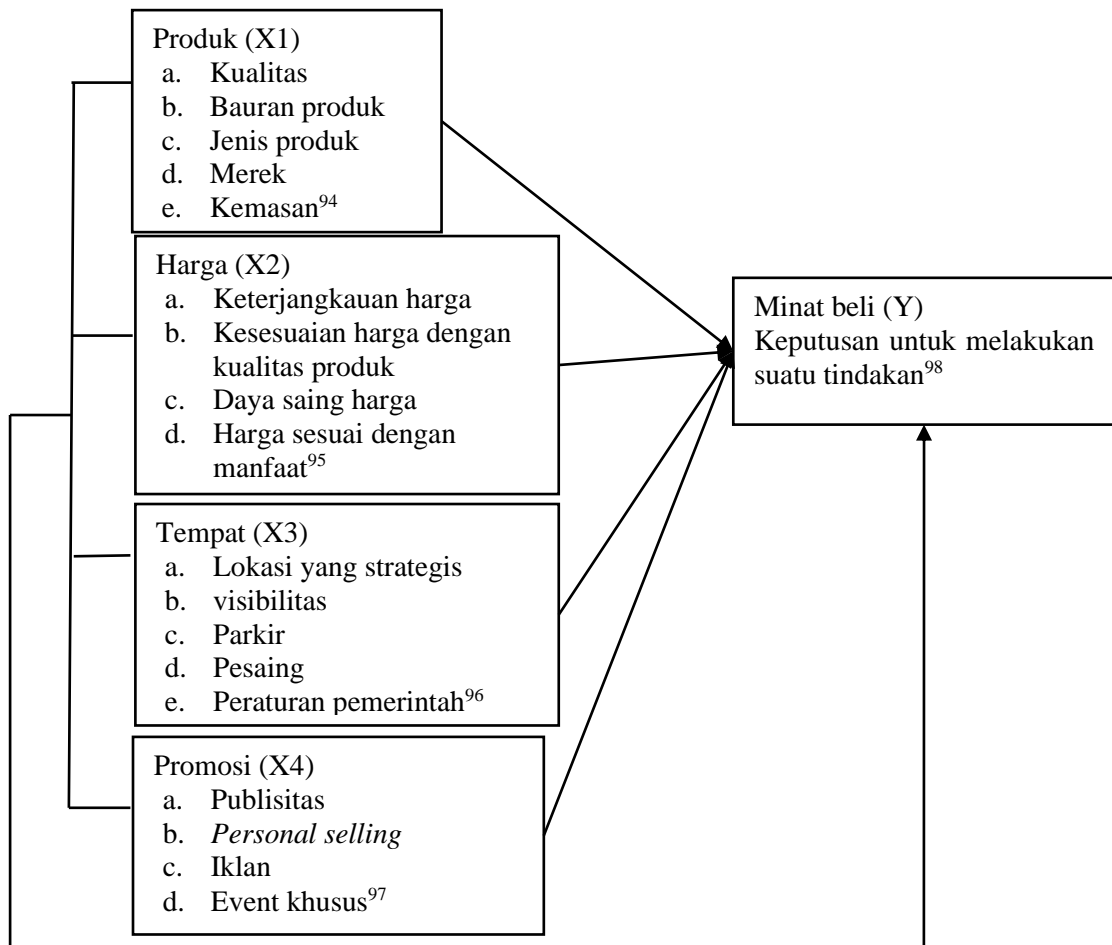 Produk (X1)
a. Kualitas
b. Bauran produk
c. Jenis produk
d. Merek
e. Kemasan⁹⁴
Harga (X2)
a. Keterjangkauan harga
b. Kesesuaian harga dengan
kualitas produk
c. Daya saing harga
d. Harga sesuai dengan
manfaat⁹⁵
Tempat (X3)
a. Lokasi yang strategis
b. visibilitas
c. Parkir
d. Pesaing
e. Peraturan pemerintah⁹⁶
Promosi (X4)
a. Publisitas
b. Personal selling
c. Iklan
d. Event khusus⁹⁷
Minat beli (Y)
Keputusan untuk melakukan
suatu tindakan⁹⁸